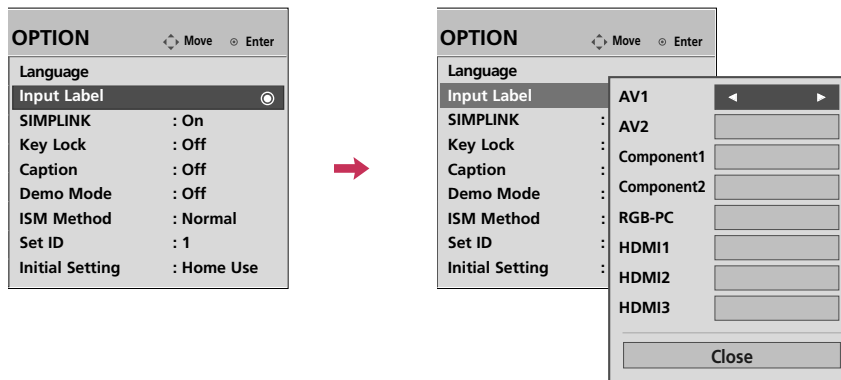 OPTION Move Enter
Language
Input Label
SIMPLINK : On
Key Lock : Off
Caption : Off
Demo Mode : Off
ISM Method : Normal
Set ID : 1
Initial Setting : Home Use
OPTION Move Enter
Language
Input Label
SIMPLINK :
Key Lock :
Caption :
Demo Mode :
ISM Method :
Set ID :
Initial Setting :
AV1
AV2
Component1
Component2
RGB-PC
HDMI1
HDMI2
HDMI3
Close